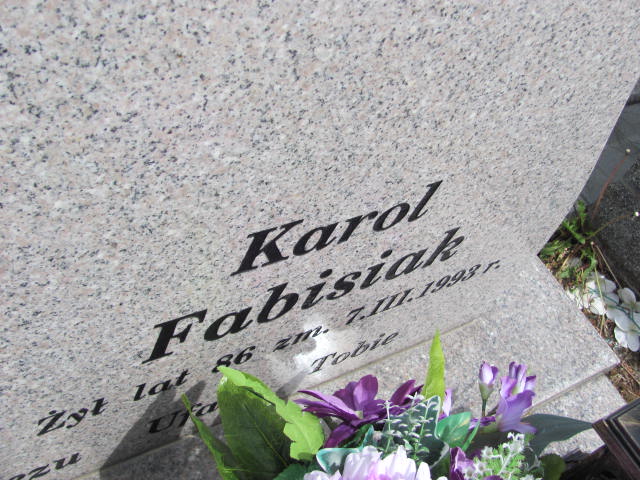 Karol
Fabisiak
Żył lat 86 zm. 7.III.1993 r.
Tobie